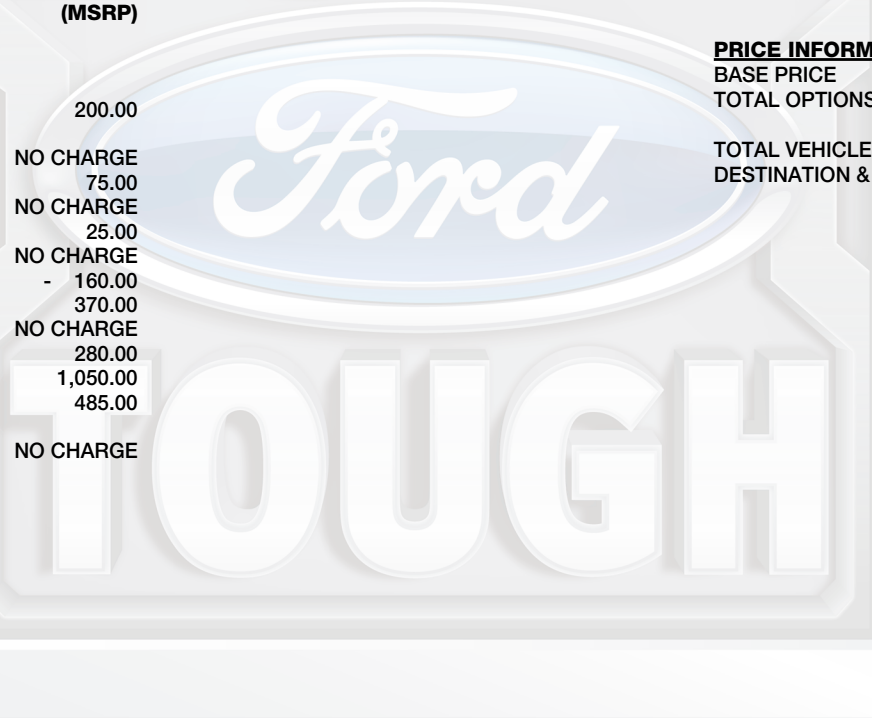 (MSRP)
200.00
NO CHARGE
75.00
NO CHARGE
25.00
NO CHARGE
- 160.00
370.00
NO CHARGE
280.00
1,050.00
485.00
NO CHARGE
PRICE INFORM
BASE PRICE
TOTAL OPTIONS
TOTAL VEHICLE
DESTINATION &
Ford
TOUGH